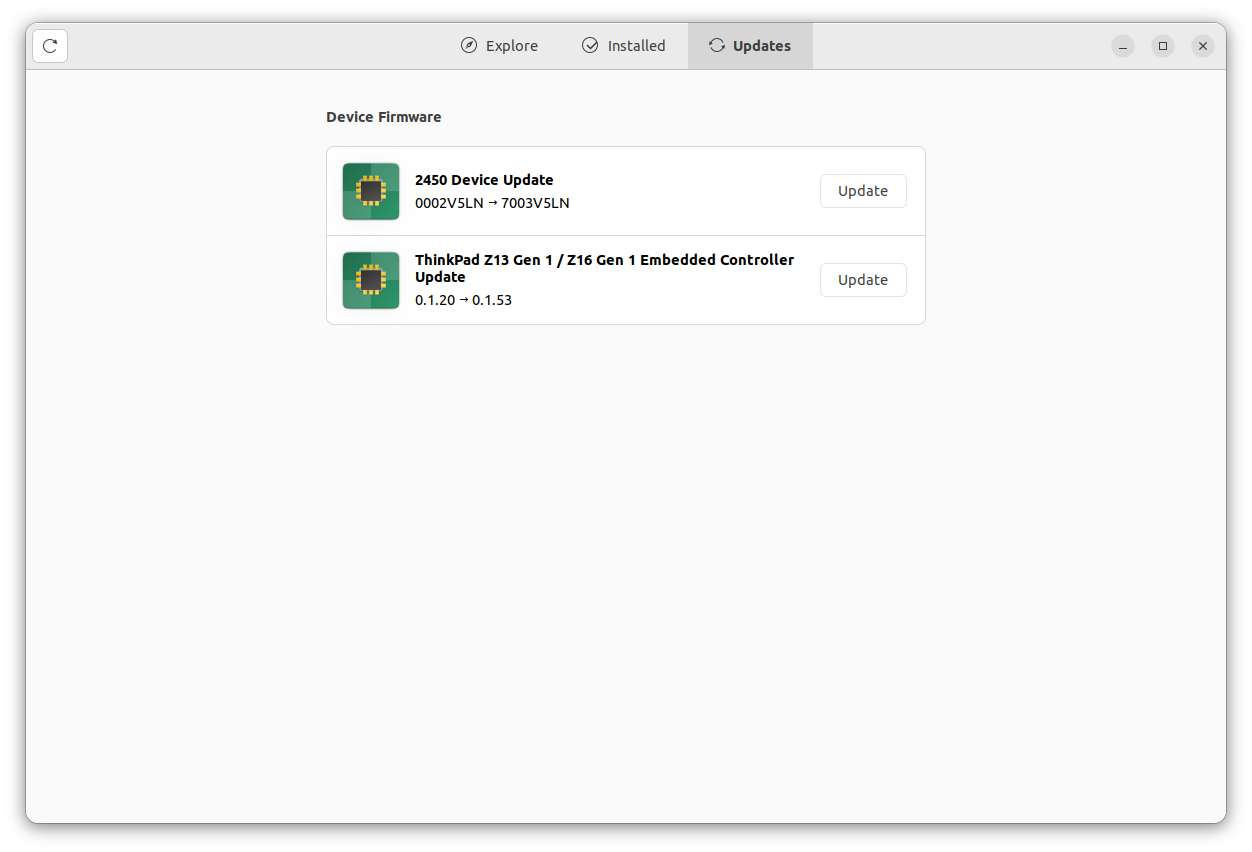 Explore Installed Updates
Device Firmware
2450 Device Update
0002V5LN → 7003V5LN
Update
ThinkPad Z13 Gen 1 / Z16 Gen 1 Embedded Controller
Update
0.1.20 → 0.1.53
Update